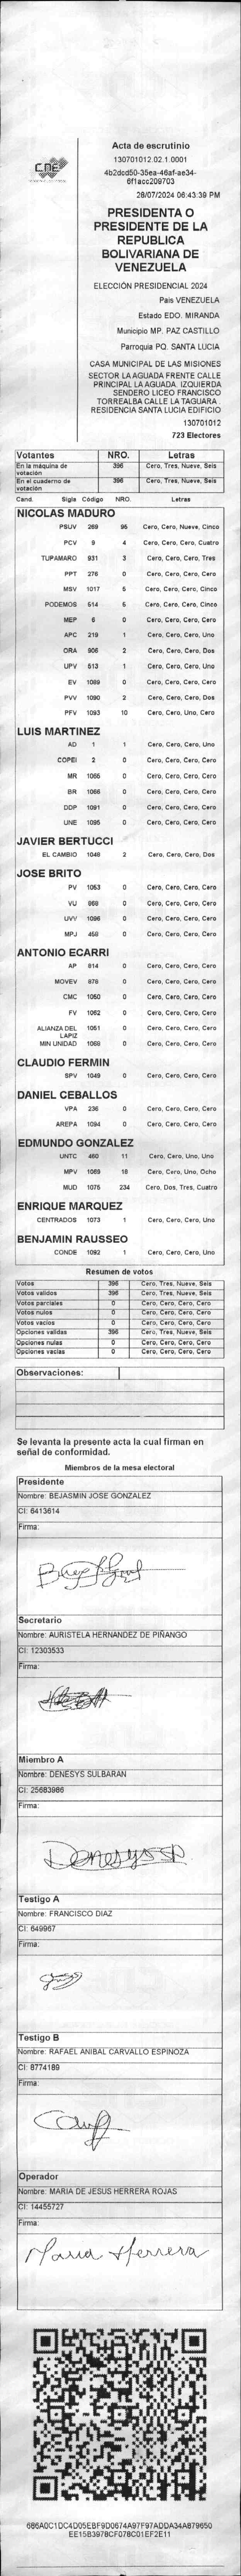 CNE
Acta de escrutinio
130701012.02.1.0001
4b2dcd50-35ea-46af-ae34-
6f1acc209703
28/07/2024 06:43:39 PM
PRESIDENTA O
PRESIDENTE DE LA
REPUBLICA
BOLIVARIANA DE
VENEZUELA
ELECCIÓN PRESIDENCIAL 2024
Pais VENEZUELA
Estado EDO. MIRANDA
Municipio MP. PAZ CASTILLO
Parroquia PQ. SANTA LUCIA
CASA MUNICIPAL DE LAS MISIONES
SECTOR LA AGUADA FRENTE CALLE
PRINCIPAL LA AGUADA. IZQUIERDA
SENDERO LICEO FRANCISCO
TORREALBA CALLE LA TAGUARA .
RESIDENCIA SANTA LUCIA EDIFICIO
130701012
723 Electores
Votantes NRO. Letras
En la máquina de votación 396 Cero, Tres, Nueve, Seis
En el cuaderno de votación 396 Cero, Tres, Nueve, Seis
Cand. Sigla Código NRO. Letras
NICOLAS MADURO
PSUV 269 95 Cero, Cero, Nueve, Cinco
PCV 9 4 Cero, Cero, Cero, Cuatro
TUPAMARO 931 3 Cero, Cero, Cero, Tres
PPT 276 0 Cero, Cero, Cero, Cero
MSV 1017 5 Cero, Cero, Cero, Cinco
PODEMOS 514 5 Cero, Cero, Cero, Cinco
MEP 6 0 Cero, Cero, Cero, Cero
APC 219 1 Cero, Cero, Cero, Uno
ORA 906 2 Cero, Cero, Cero, Dos
UPV 513 1 Cero, Cero, Cero, Uno
EV 1089 0 Cero, Cero, Cero, Cero
PVV 1090 2 Cero, Cero, Cero, Dos
PFV 1093 10 Cero, Cero, Uno, Cero
LUIS MARTINEZ
AD 1 1 Cero, Cero, Cero, Uno
COPEI 2 0 Cero, Cero, Cero, Cero
MR 1065 0 Cero, Cero, Cero, Cero
BR 1066 0 Cero, Cero, Cero, Cero
DDP 1091 0 Cero, Cero, Cero, Cero
UNE 1095 0 Cero, Cero, Cero, Cero
JAVIER BERTUCCI
EL CAMBIO 1048 2 Cero, Cero, Cero, Dos
JOSE BRITO
PV 1053 0 Cero, Cero, Cero, Cero
VU 868 0 Cero, Cero, Cero, Cero
UVV 1096 0 Cero, Cero, Cero, Cero
MPJ 459 0 Cero, Cero, Cero, Cero
ANTONIO ECARRI
AP 814 0 Cero, Cero, Cero, Cero
MOVEV 878 0 Cero, Cero, Cero, Cero
CMC 1050 0 Cero, Cero, Cero, Cero
FV 1062 0 Cero, Cero, Cero, Cero
ALIANZA DEL LAPIZ 1051 0 Cero, Cero, Cero, Cero
MIN UNIDAD 1068 0 Cero, Cero, Cero, Cero
CLAUDIO FERMIN
SPV 1049 0 Cero, Cero, Cero, Cero
DANIEL CEBALLOS
VPA 236 0 Cero, Cero, Cero, Cero
AREPA 1094 0 Cero, Cero, Cero, Cero
EDMUNDO GONZALEZ
UNTC 460 11 Cero, Cero, Uno, Uno
MPV 1069 18 Cero, Cero, Uno, Ocho
MUD 1075 234 Cero, Dos, Tres, Cuatro
ENRIQUE MARQUEZ
CENTRADOS 1073 1 Cero, Cero, Cero, Uno
BENJAMIN RAUSSEO
CONDE 1092 1 Cero, Cero, Cero, Uno
Resumen de votos
Votos 396 Cero, Tres, Nueve, Seis
Votos validos 396 Cero, Tres, Nueve, Seis
Votos parciales 0 Cero, Cero, Cero, Cero
Votos nulos 0 Cero, Cero, Cero, Cero
Votos vacios 0 Cero, Cero, Cero, Cero
Opciones validas 396 Cero, Tres, Nueve, Seis
Opciones nulas 0 Cero, Cero, Cero, Cero
Opciones vacias 0 Cero, Cero, Cero, Cero
Observaciones:
Se levanta la presente acta la cual firman en
señal de conformidad.
Miembros de la mesa electoral
Presidente
Nombre: BEJASMIN JOSE GONZALEZ
CI: 6413614
Firma:
Secretario
Nombre: AURISTELA HERNANDEZ DE PIÑANGO
CI: 12303533
Firma:
Miembro A
Nombre: DENESYS SULBARAN
CI: 25683986
Firma:
Denesys
Testigo A
Nombre: FRANCISCO DIAZ
CI: 649967
Firma:
Testigo B
Nombre: RAFAEL ANIBAL CARVALLO ESPINOZA
CI: 8774189
Firma:
Operador
Nombre: MARIA DE JESUS HERRERA ROJAS
CI: 14455727
Firma:
Maria Herrera
686A0C1DC4D05EBF9D0674A97F97ADDA34A879650
EE15B3978CF078C01EF2E11